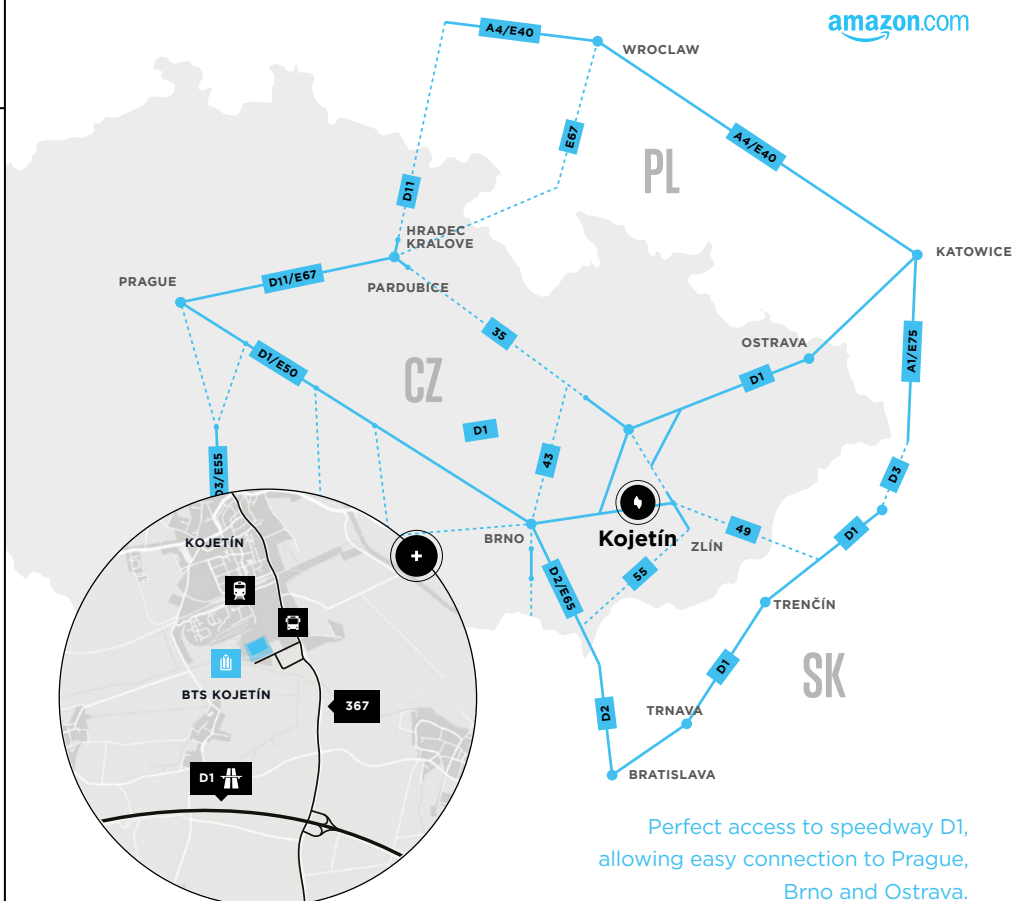 amazon.com
A4/E40
WROCLAW
E67
A4/E40
PL
D11
HRADEC
KRALOVE
KATOWICE
PRAGUE
D11/E67
PARDUBICE
35
OSTRAVA
A1/E75
D1/E50
CZ
D1
D1
43
D3/E55
D3
Kojetín
49
D1
BRNO
ZLÍN
KOJETÍN
+
D2/E65
55
TRENČÍN
BTS KOJETÍN
SK
D1
367
D2
TRNAVA
D1
BRATISLAVA
Perfect access to speedway D1,
allowing easy connection to Prague,
Brno and Ostrava.